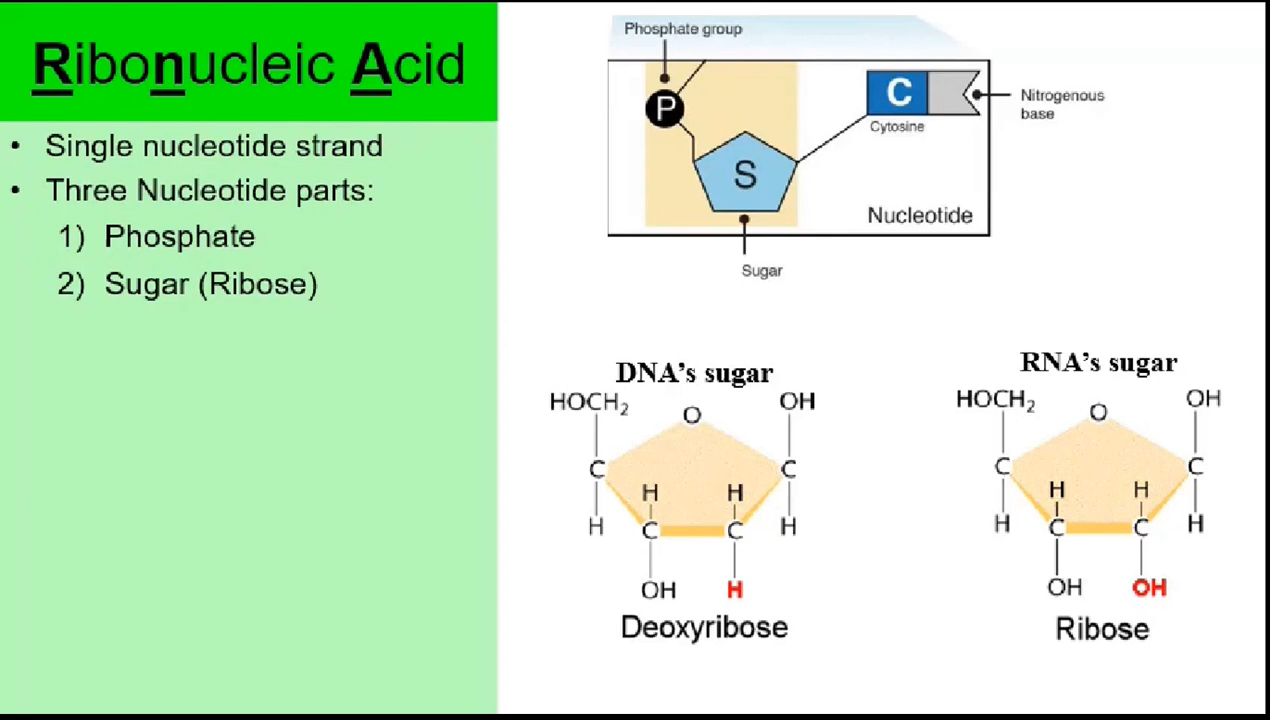 Ribonucleic Acid
• Single nucleotide strand
• Three Nucleotide parts:
1) Phosphate
2) Sugar (Ribose)
Phosphate group
P
C
Nitrogenous
base
Cytosine
S
Nucleotide
Sugar
DNA's sugar
HOCH2
O
OH
C
C
H
H
H
C
C
H
OH
H
Deoxyribose
RNA's sugar
HOCH2
O
OH
C
C
H
H
H
C
C
H
OH
OH
Ribose